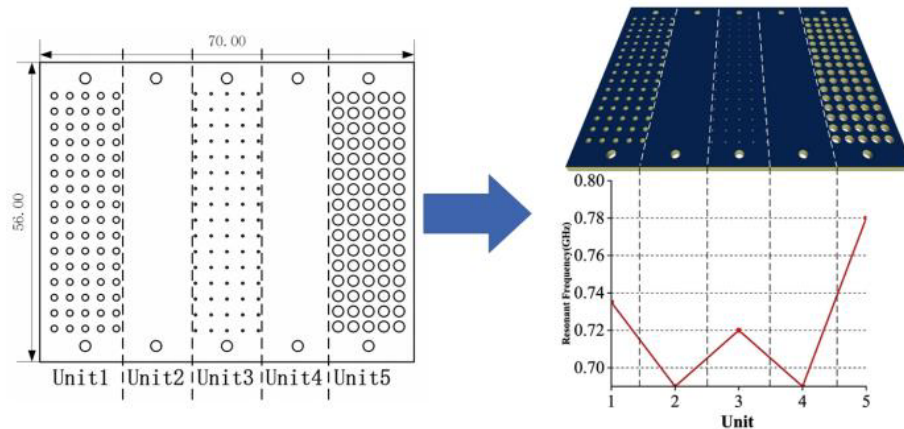 70.00
56.00
Unit1 Unit2 Unit3 Unit4 Unit5
0.80
0.78
0.76
0.74
0.72
0.70
Resonant Frequency(GHz)
1 2 3 4 5
Unit